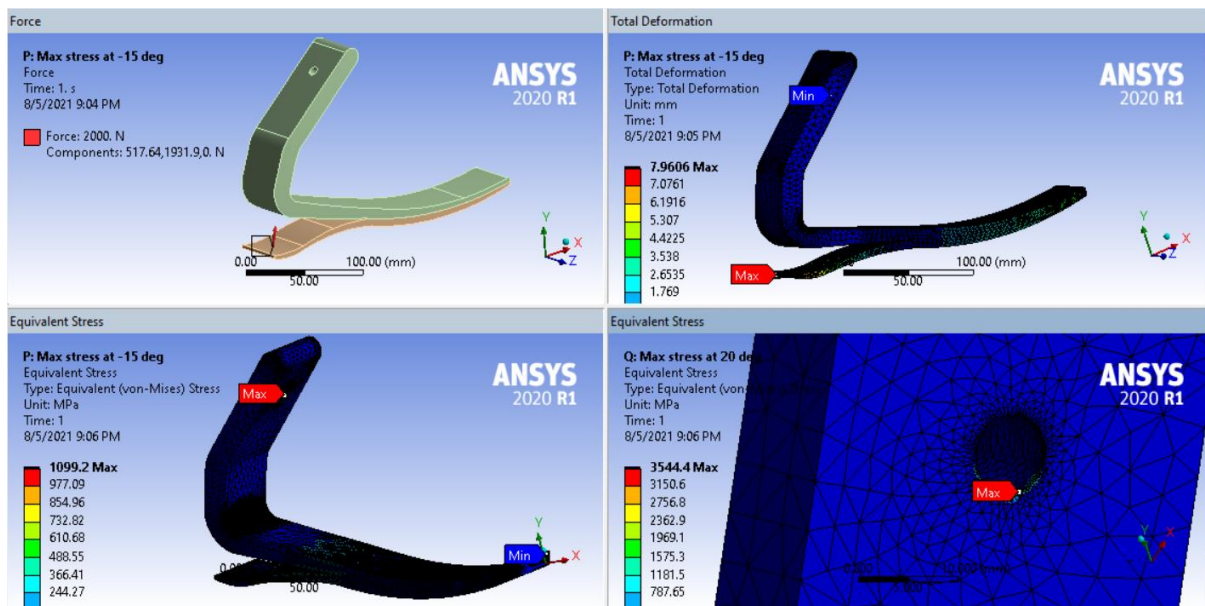 Force
P: Max stress at -15 deg
Force
Time: 1. s
8/5/2021 9:04 PM
Force: 2000. N
Components: 517.64,1931.9,0. N
ANSYS
2020 R1
0.00
100.00 (mm)
50.00
Y
X
Z
Total Deformation
P: Max stress at -15 deg
Total Deformation
Type: Total Deformation
Unit: mm
Time: 1
8/5/2021 9:05 PM
7.9606 Max
7.0761
6.1916
5.307
4.4225
3.538
2.6535
1.769
Min
Max
ANSYS
2020 R1
0.00
100.00 (mm)
50.00
Y
X
Z
Equivalent Stress
P: Max stress at -15 deg
Equivalent Stress
Type: Equivalent (von-Mises) Stress
Unit: MPa
Time: 1
8/5/2021 9:06 PM
1099.2 Max
977.09
854.96
732.82
610.68
488.55
366.41
244.27
Max
Min
ANSYS
2020 R1
50.00
Y
X
Equivalent Stress
Q: Max stress at 20 deg
Equivalent Stress
Type: Equivalent (von-
Unit: MPa
Time: 1
8/5/2021 9:06 PM
3544.4 Max
3150.6
2756.8
2362.9
1969.1
1575.3
1181.5
787.65
Max
ANSYS
2020 R1
Y
X